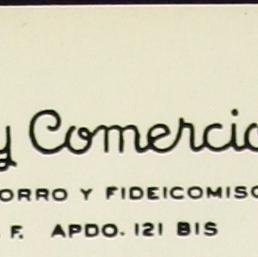 y Comercia
ORRO Y FIDEICOMISO
F. APDO. 121 BIS